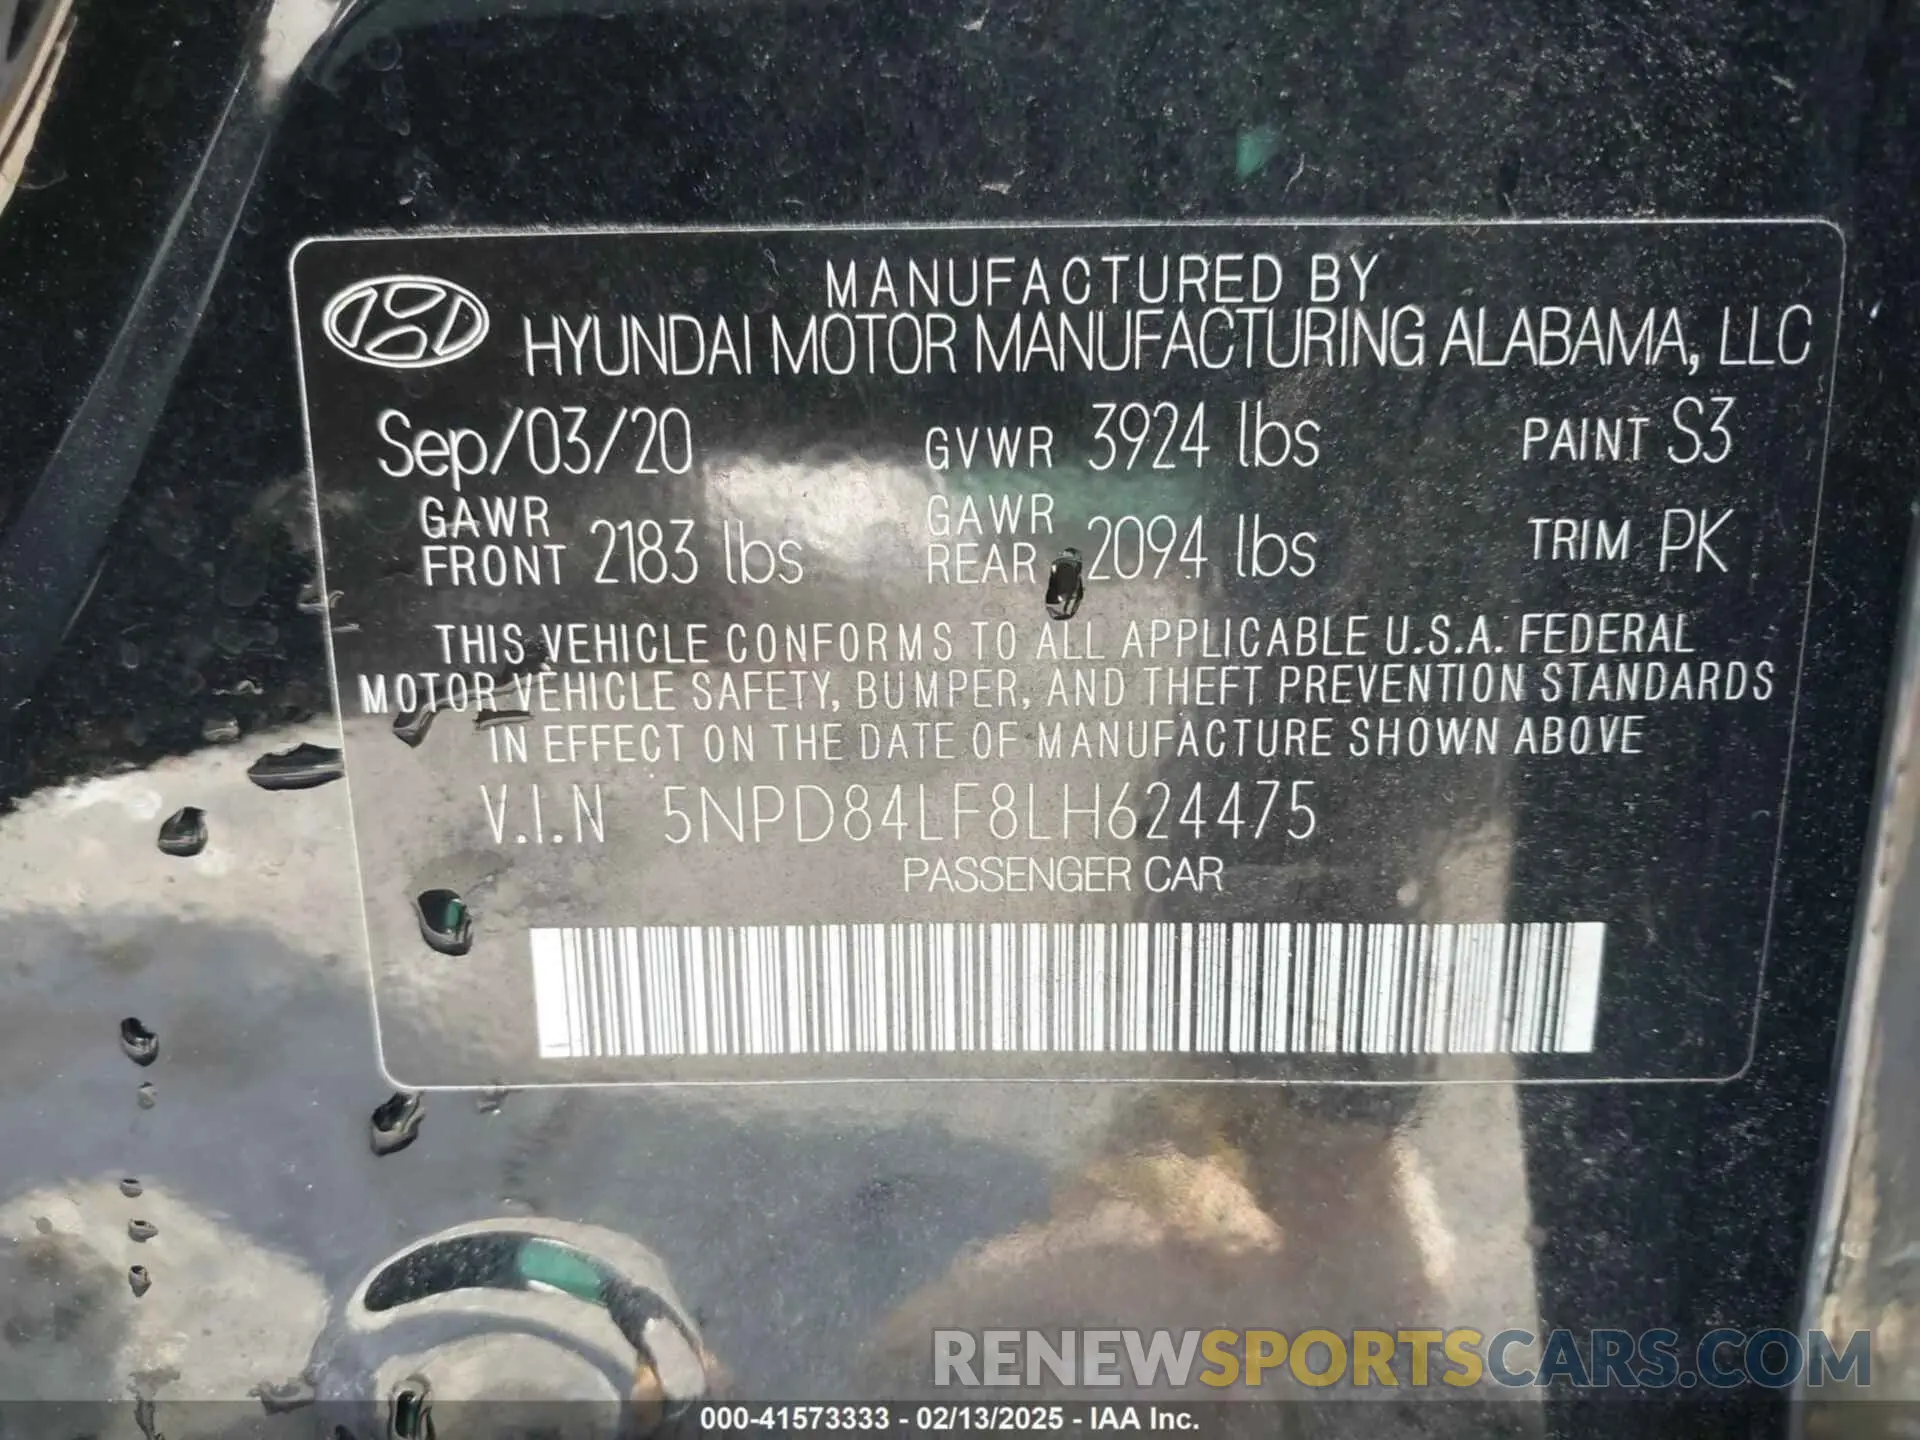 MANUFACTURED BY
HYUNDAI MOTOR MANUFACTURING ALABAMA, LLC
Sep/03/20 GVWR 3924 lbs PAINT S3
GAWR FRONT 2183 lbs GAWR REAR 2094 lbs TRIM PK
THIS VEHICLE CONFORMS TO ALL APPLICABLE U.S.A. FEDERAL
MOTOR VEHICLE SAFETY, BUMPER, AND THEFT PREVENTION STANDARDS
IN EFFECT ON THE DATE OF MANUFACTURE SHOWN ABOVE
V.I.N 5NPD84LF8LH624475
PASSENGER CAR
RENEWSPORTSCARS.COM
000-41573333 - 02/13/2025 - IAA Inc.